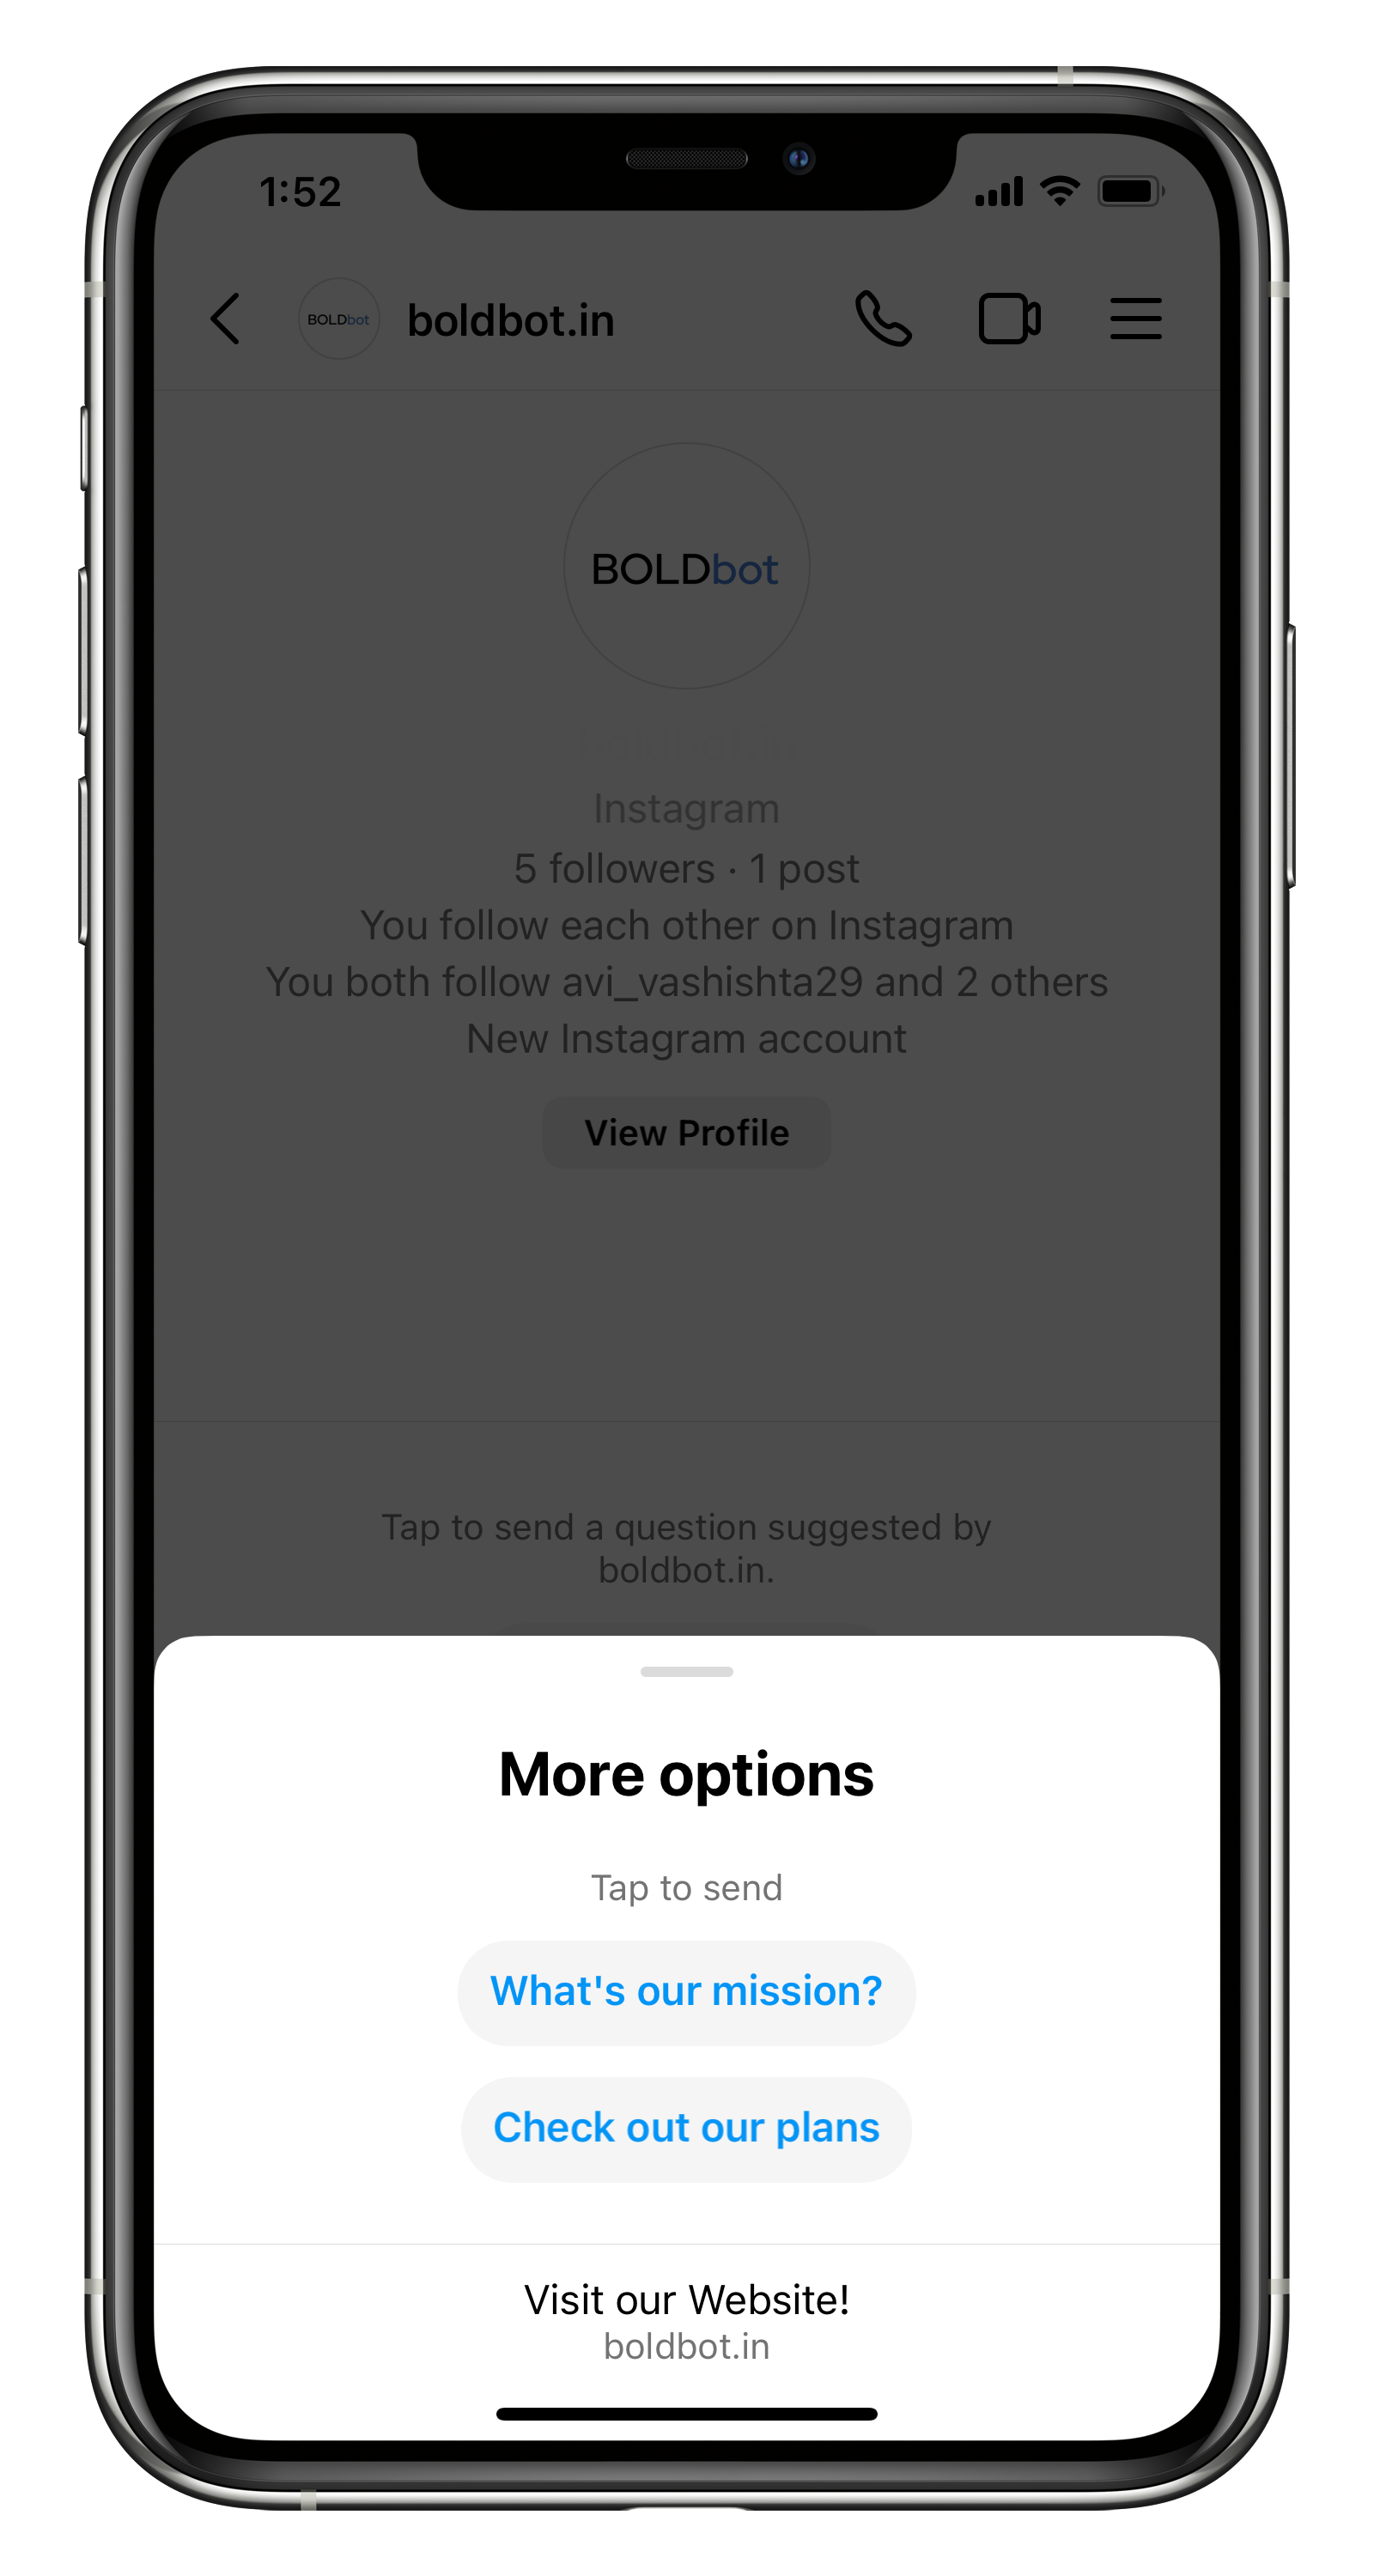 1:52
BOLDbot
boldbot.in
BOLDbot
Instagram
5 followers · 1 post
You follow each other on Instagram
You both follow avi_vashishta29 and 2 others
New Instagram account
View Profile
Tap to send a question suggested by
boldbot.in.
More options
Tap to send
What's our mission?
Check out our plans
Visit our Website!
boldbot.in